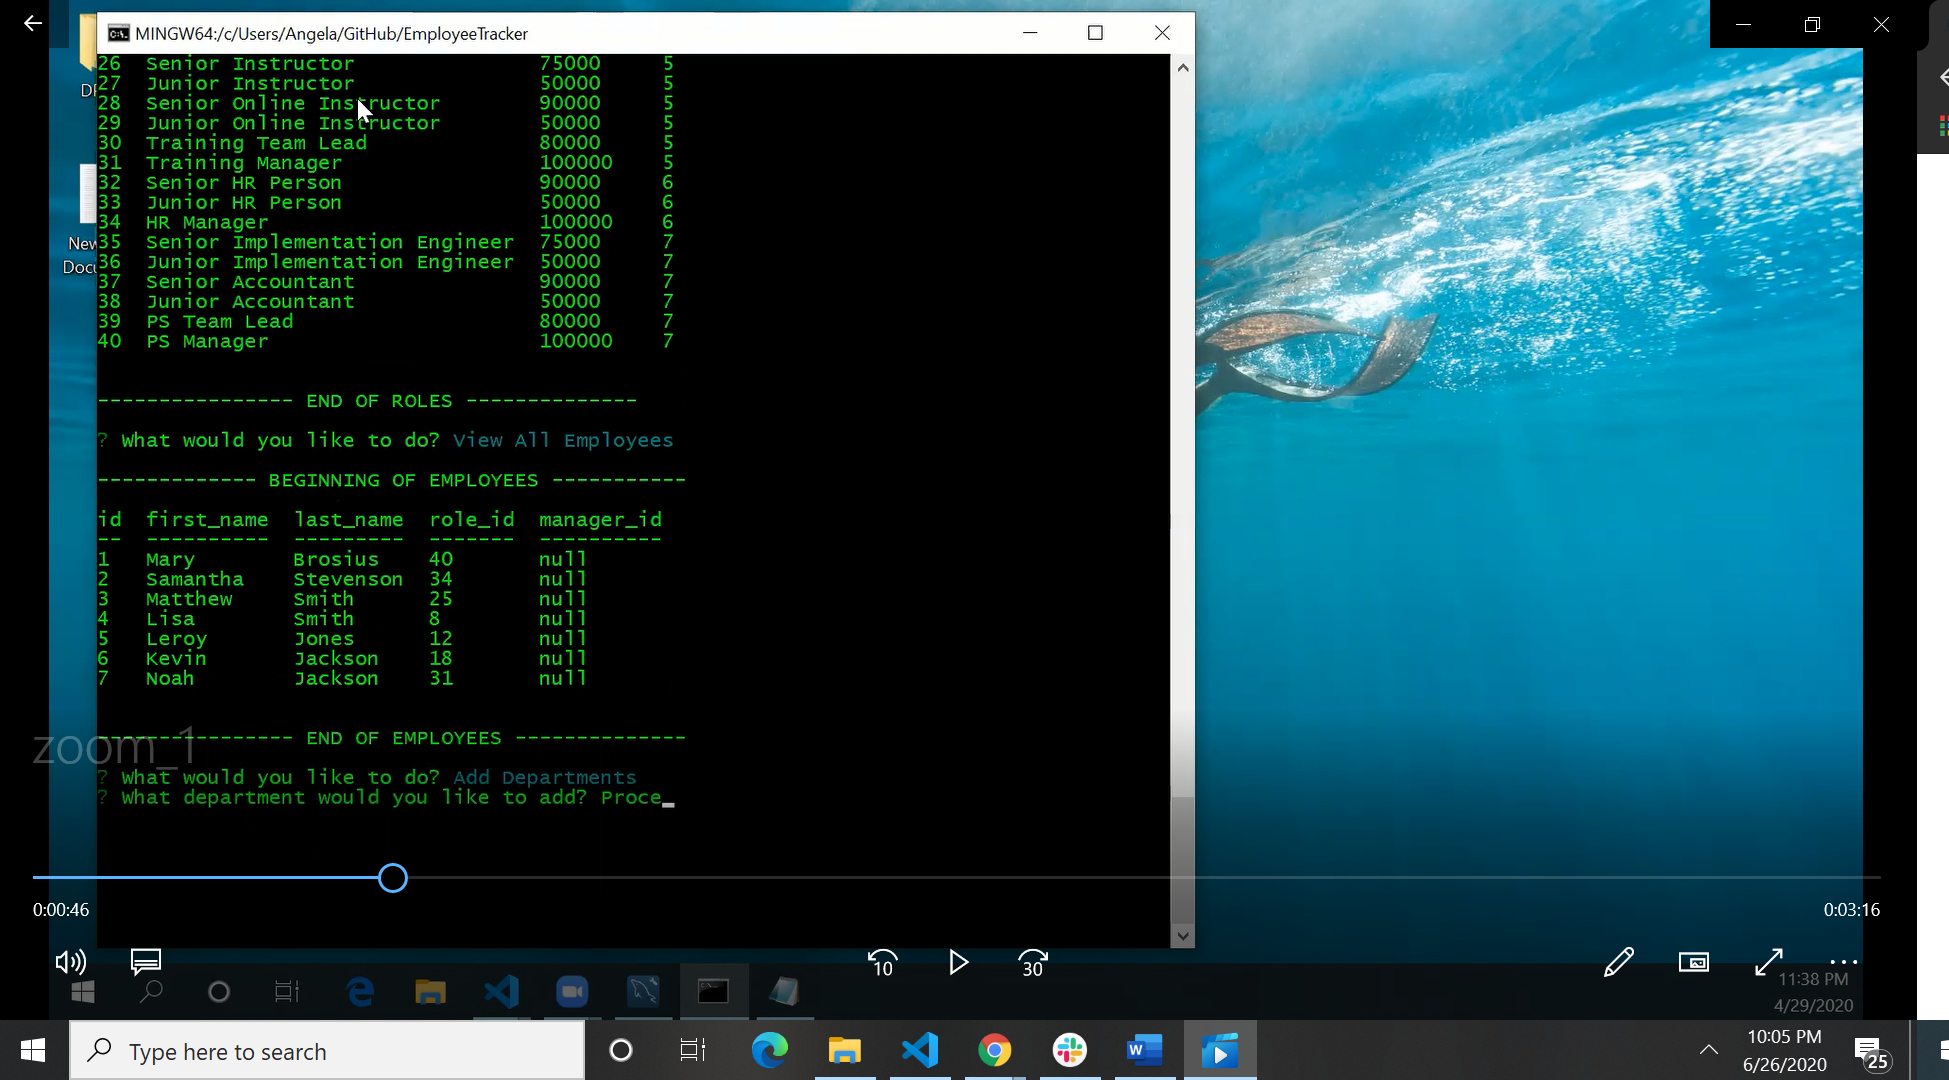 MINGW64:/c/Users/Angela/GitHub/EmployeeTracker
26 Senior Instructor 75000 5
27 Junior Instructor 50000 5
28 Senior Online Instructor 90000 5
29 Junior Online Instructor 50000 5
30 Training Team Lead 80000 5
31 Training Manager 100000 5
32 Senior HR Person 90000 6
33 Junior HR Person 50000 6
34 HR Manager 100000 6
35 Senior Implementation Engineer 75000 7
36 Junior Implementation Engineer 50000 7
37 Senior Accountant 90000 7
38 Junior Accountant 50000 7
39 PS Team Lead 80000 7
40 PS Manager 100000 7
---------------- END OF ROLES --------------
? What would you like to do? View All Employees
------------- BEGINNING OF EMPLOYEES -----------
id first_name last_name role_id manager_id
-- ---------- --------- ------- ----------
1 Mary Brosius 40 null
2 Samantha Stevenson 34 null
3 Matthew Smith 25 null
4 Lisa Smith 8 null
5 Leroy Jones 12 null
6 Kevin Jackson 18 null
7 Noah Jackson 31 null
---------------- END OF EMPLOYEES --------------
? What would you like to do? Add Departments
? What department would you like to add? Proce_
New
zoom_1
0:00:46
0:03:16
10
30
11:38 PM
4/29/2020
Type here to search
10:05 PM
6/26/2020
25